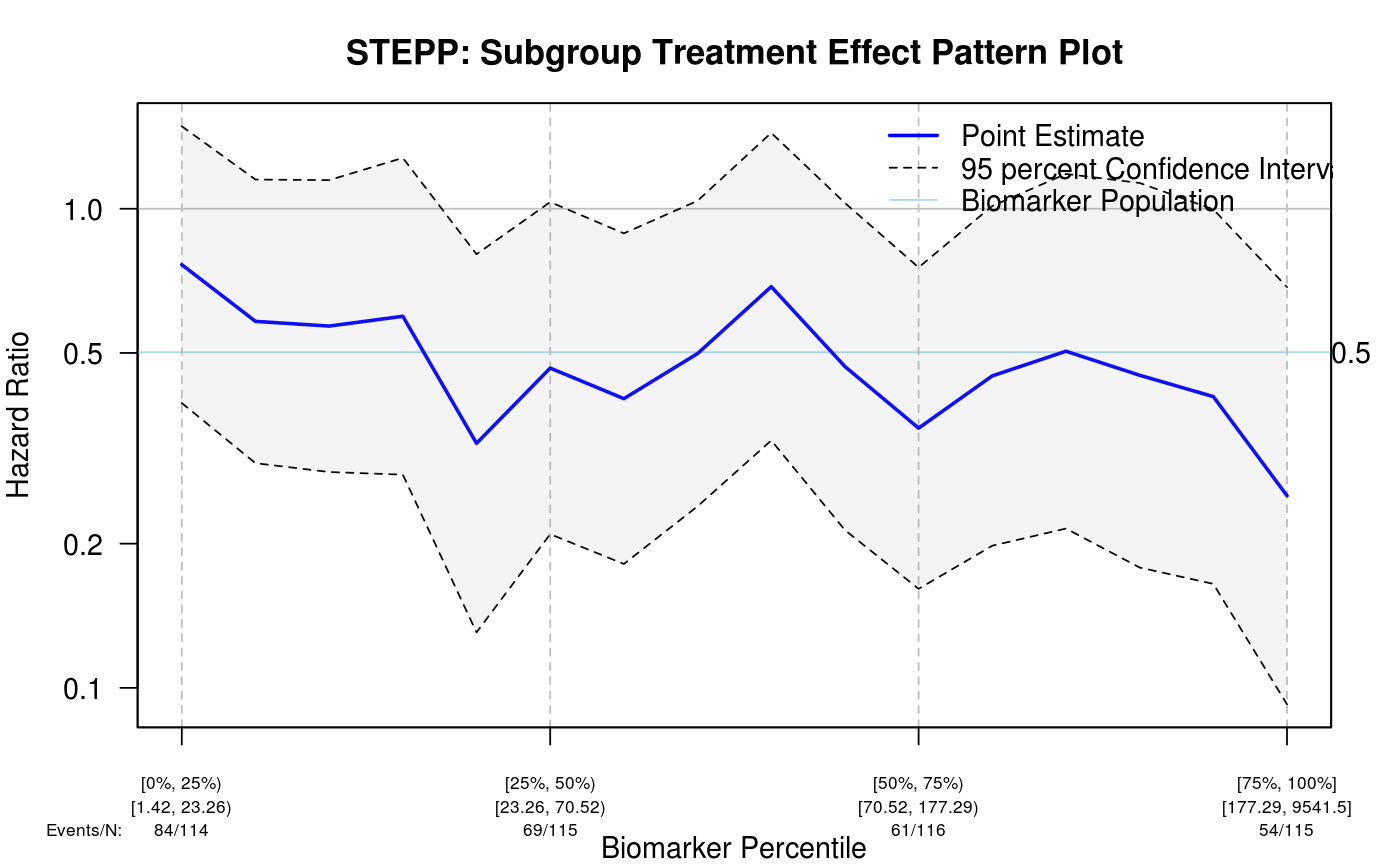 STEPP: Subgroup Treatment Effect Pattern Plot
Point Estimate
95 percent Confidence Interv
Biomarker Population
1.0
0.5
0.2
0.1
0.5
Hazard Ratio
[0%, 25%) [25%, 50%) [50%, 75%) [75%, 100%]
[1.42, 23.26) [23.26, 70.52) [70.52, 177.29) [177.29, 9541.5]
Events/N: 84/114 69/115 61/116 54/115
Biomarker Percentile